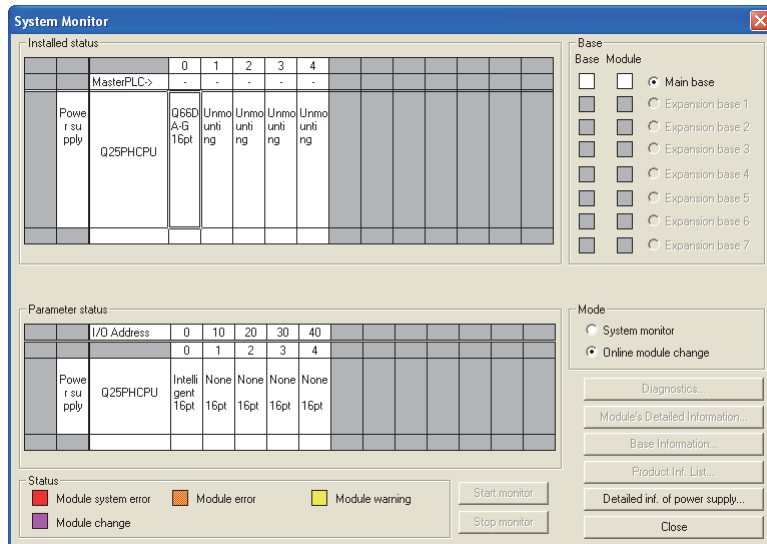 System Monitor
Installed status
0 1 2 3 4
MasterPLC-> - - - - -
Powe
r su
pply
Q25PHCPU
Q66D
A-G
16pt
Unmo
unti
ng
Unmo
unti
ng
Unmo
unti
ng
Unmo
unti
ng
Base
Base Module
Main base
Expansion base 1
Expansion base 2
Expansion base 3
Expansion base 4
Expansion base 5
Expansion base 6
Expansion base 7
Parameter status
I/O Address 0 10 20 30 40
0 1 2 3 4
Powe
r su
pply
Q25PHCPU
Intelli
gent
16pt
None
16pt
None
16pt
None
16pt
None
16pt
Mode
System monitor
Online module change
Diagnostics...
Module's Detailed Information...
Base Information...
Product Inf. List...
Detailed inf. of power supply...
Close
Status
Module system error
Module error
Module warning
Module change
Start monitor
Stop monitor